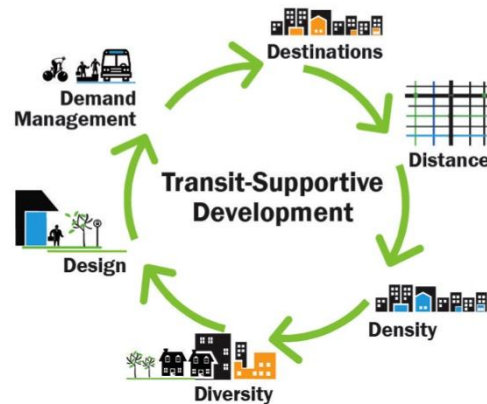 Destinations
Distance
Density
Diversity
Design
Demand
Management
Transit-Supportive
Development